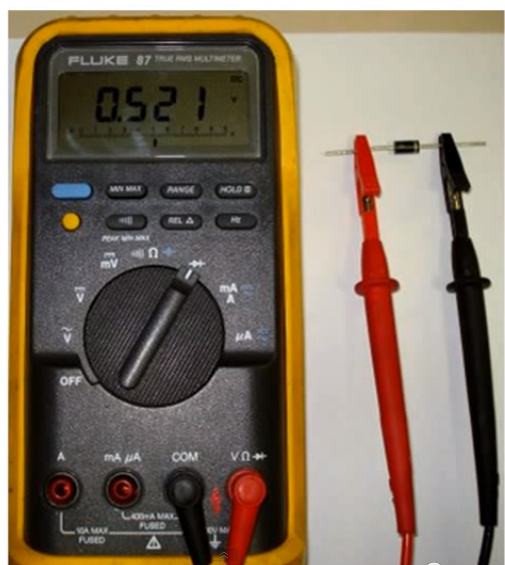 FLUKE 87 TRUE RMS MULTIMETER
DC
0.521 V
MIN MAX RANGE HOLD
REL △ Hz
PEAK MIN MAX
mV Ω
V mA
A
V μA
OFF
A mA μA COM V Ω
400mA MAX
FUSED
10A MAX
FUSED